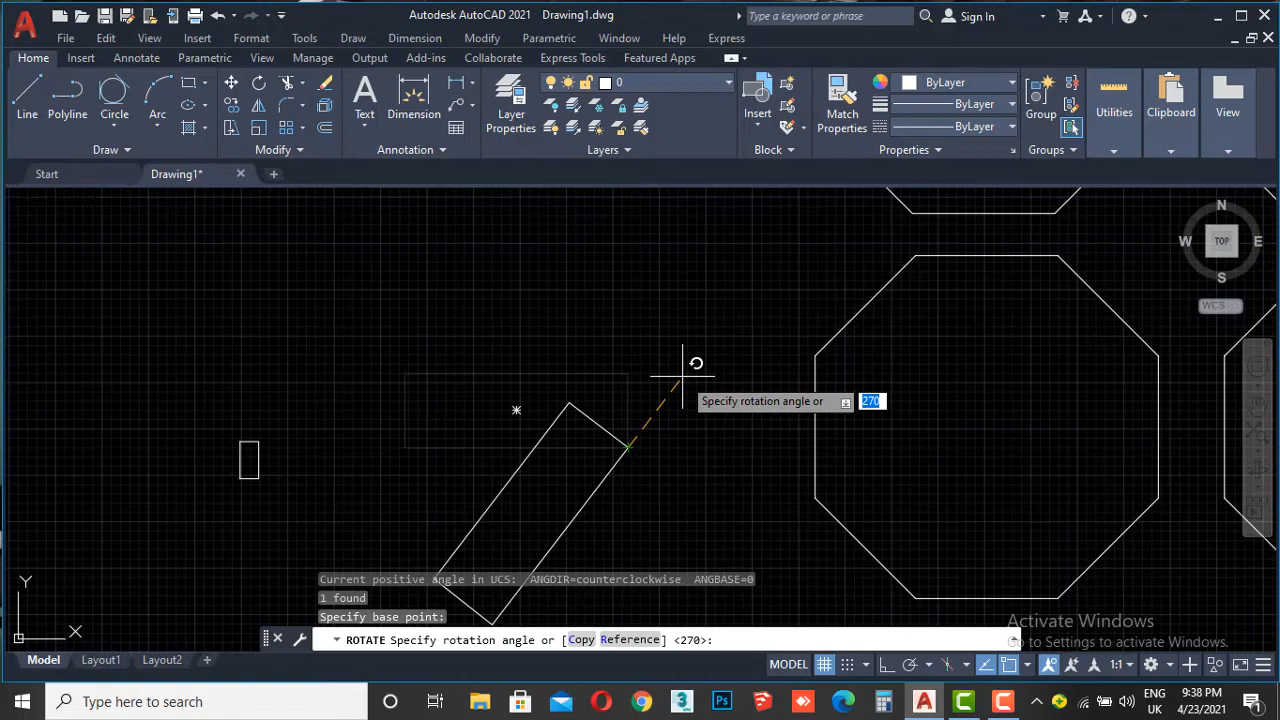 Autodesk AutoCAD 2021 Drawing1.dwg
Type a keyword or phrase
Sign In
File Edit View Insert Format Tools Draw Dimension Modify Parametric Window Help Express
Home Insert Annotate Parametric View Manage Output Add-ins Collaborate Express Tools Featured Apps
0
ByLayer
ByLayer
ByLayer
Line Polyline Circle Arc
Text Dimension
Layer
Properties
Insert
Match
Properties
Group
Utilities
Clipboard
View
Draw
Modify
Annotation
Layers
Block
Properties
Groups
Start
Drawing1*
N
W
TOP
E
S
WCS
Specify rotation angle or
270
Current positive angle in UCS: ANGDIR=counterclockwise ANGBASE=0
1 found
Specify base point:
ROTATE Specify rotation angle or [Copy Reference] <270>:
Y
X
Activate Windows
Go to Settings to activate Windows.
Model Layout1 Layout2
MODEL
1:1
Type here to search
Ps
ENG
UK
9:38 PM
4/23/2021
1